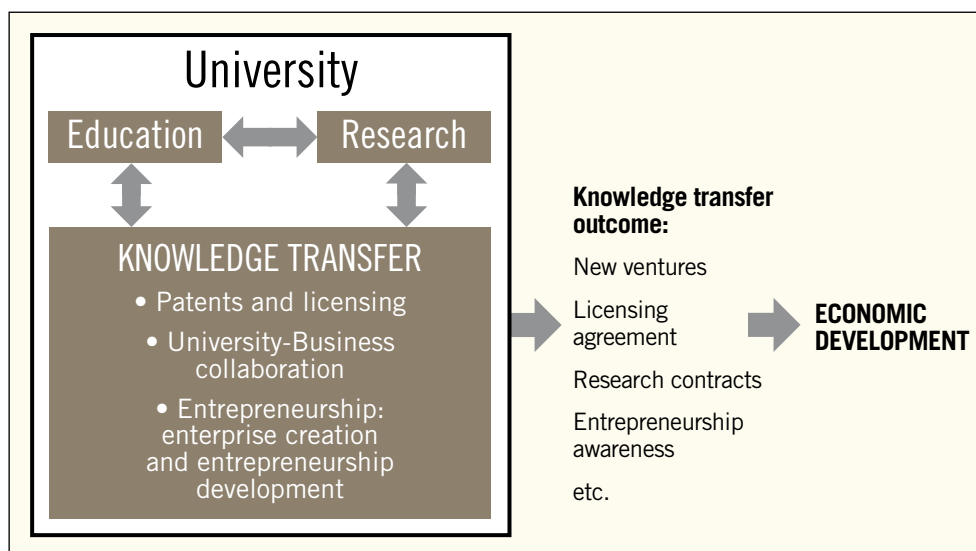 University
Education
Research
KNOWLEDGE TRANSFER
• Patents and licensing
• University-Business
collaboration
• Entrepreneurship:
enterprise creation
and entrepreneurship
development
Knowledge transfer
outcome:
New ventures
Licensing
agreement
Research contracts
Entrepreneurship
awareness
etc.
ECONOMIC
DEVELOPMENT